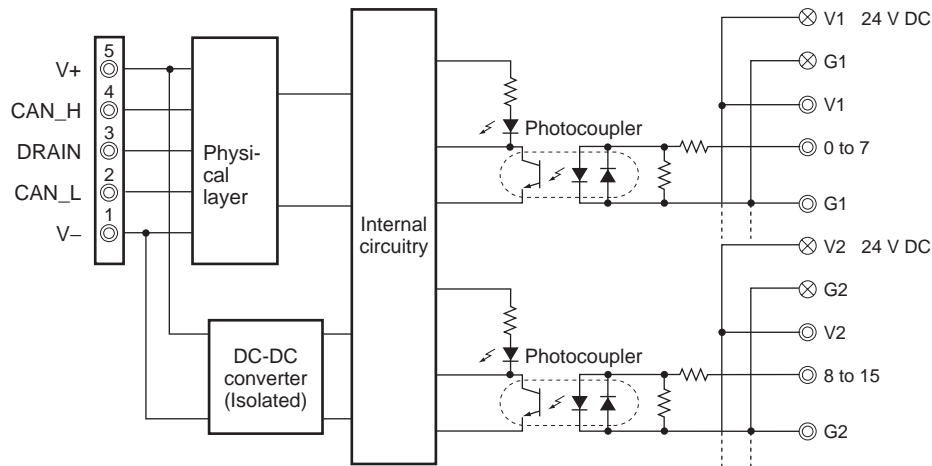 V+
CAN_H
DRAIN
CAN_L
V–
5
4
3
2
1
Physi-
cal
layer
DC-DC
converter
(Isolated)
Internal
circuitry
Photocoupler
V1 24 V DC
G1
V1
0 to 7
G1
Photocoupler
V2 24 V DC
G2
V2
8 to 15
G2